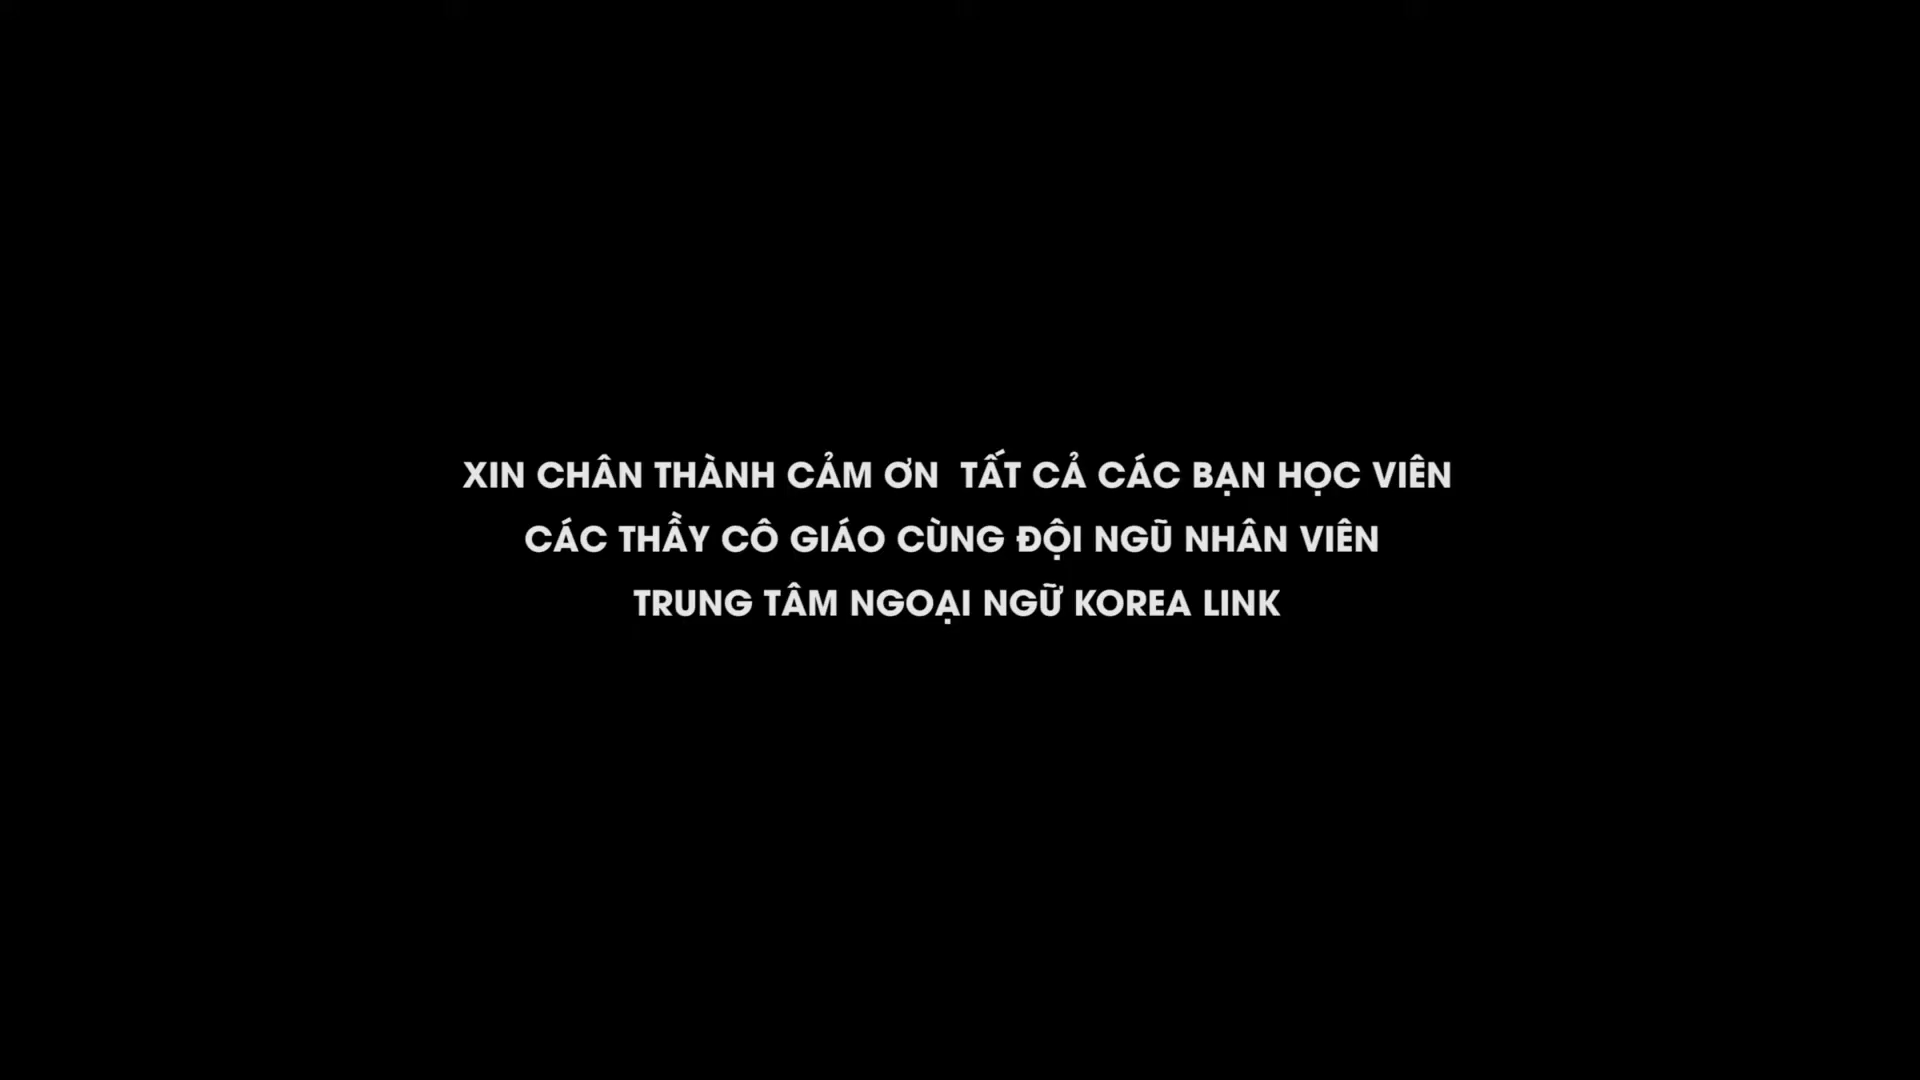 XIN CHÂN THÀNH CẢM ƠN  TẤT CẢ CÁC BẠN HỌC VIÊN
CÁC THẦY CÔ GIÁO CÙNG ĐỘI NGŨ NHÂN VIÊN
TRUNG TÂM NGOẠI NGỮ KOREA LINK